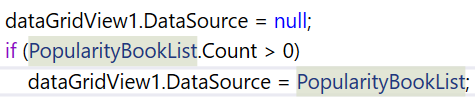 dataGridView1.DataSource = null;
if (PopularityBookList.Count > 0)
dataGridView1.DataSource = PopularityBookList;